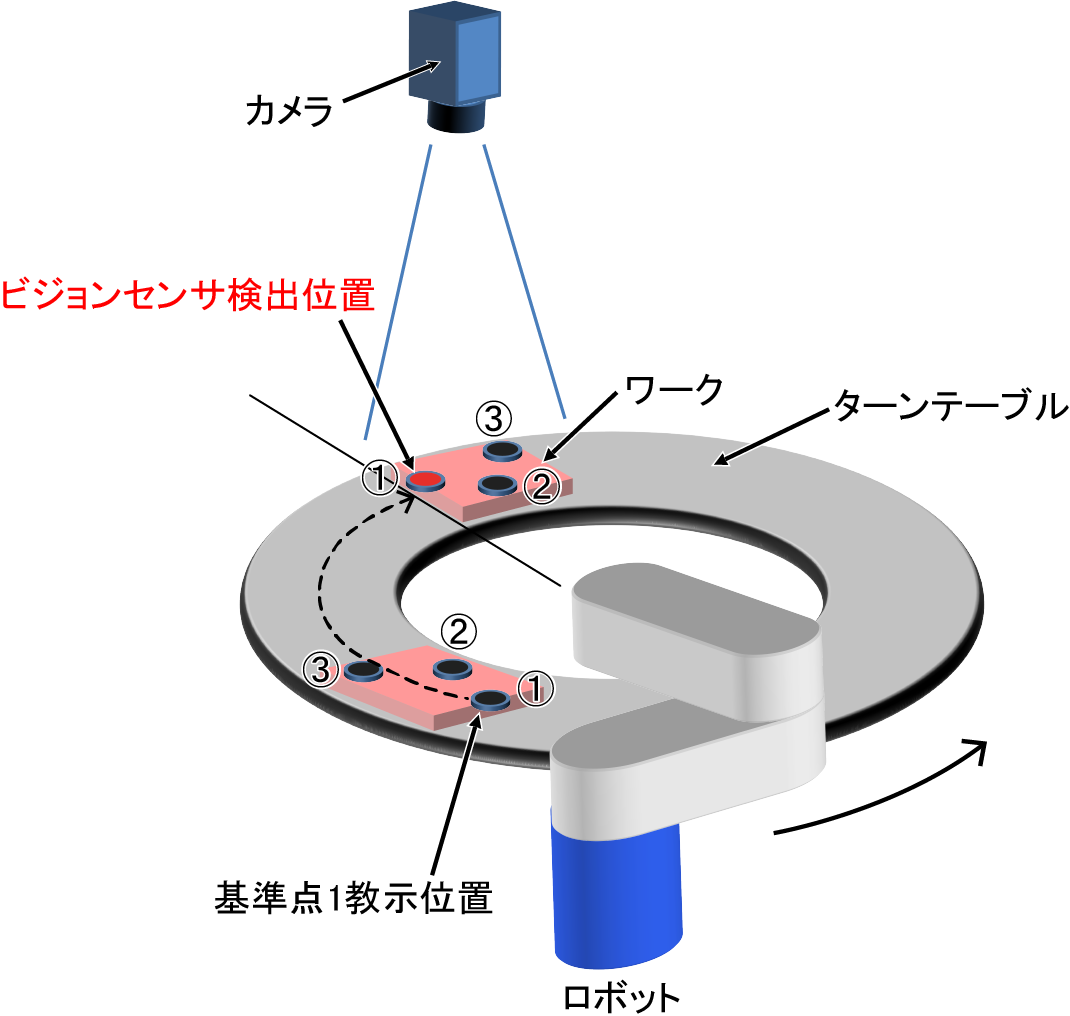 カメラ
ビジョンセンサ検出位置
ワーク
ターンテーブル
③
①
②
②
③
①
基準点1教示位置
ロボット